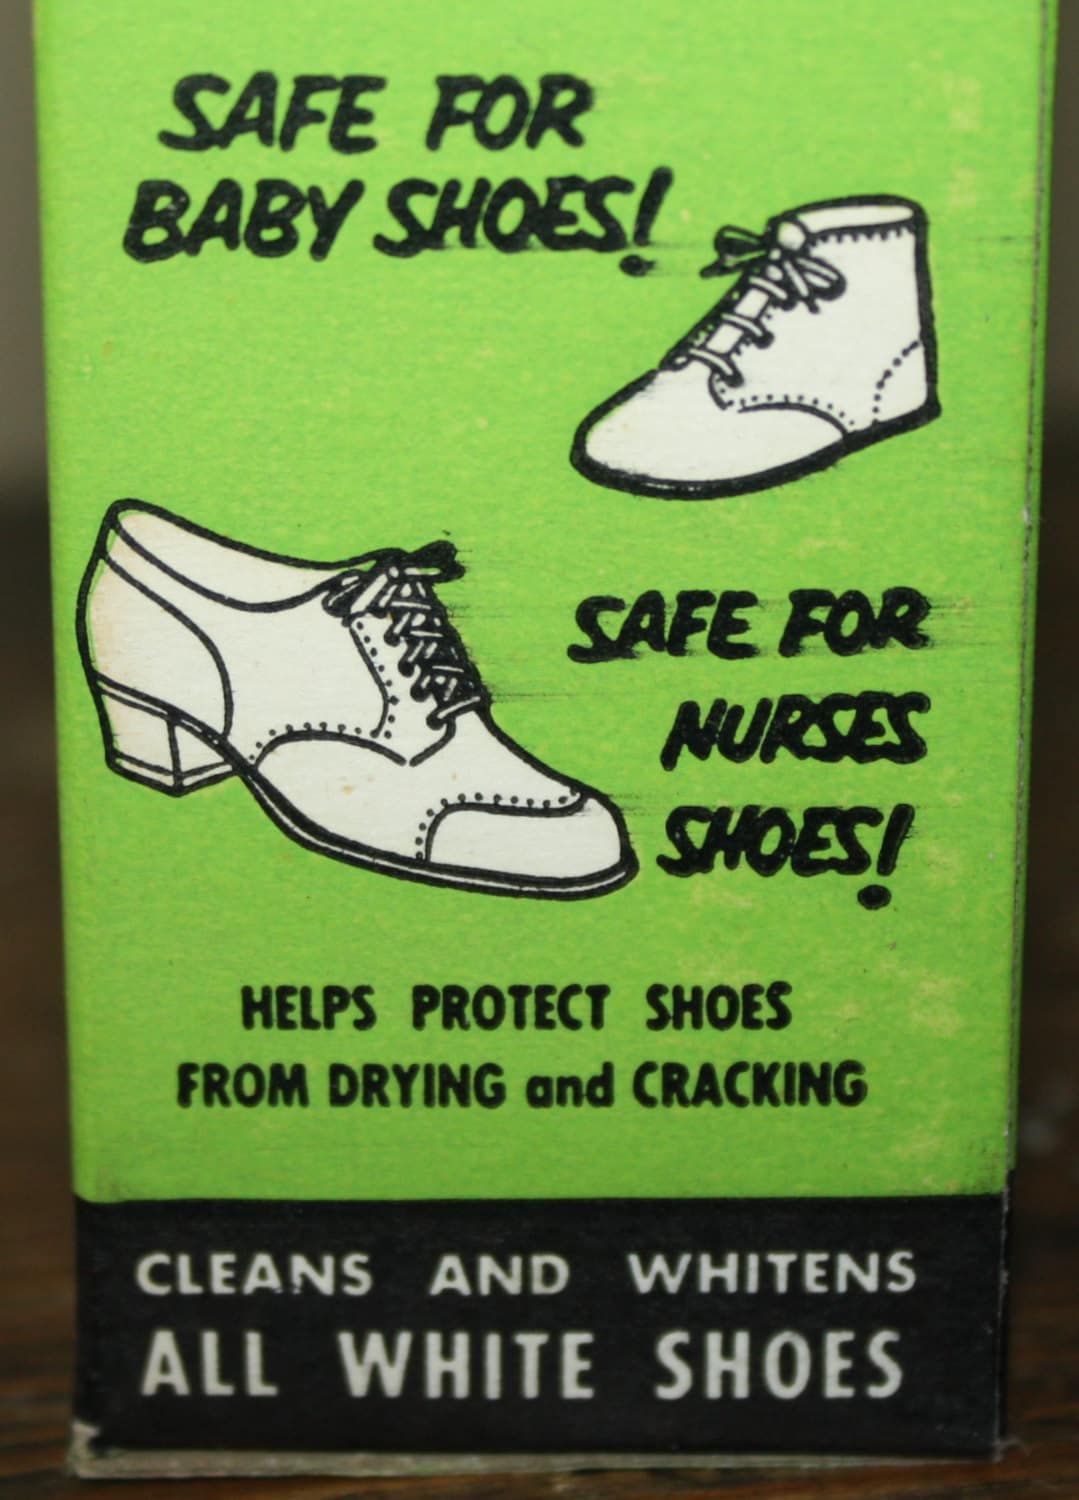 SAFE FOR
BABY SHOES!
SAFE FOR
NURSES
SHOES!
HELPS PROTECT SHOES
FROM DRYING and CRACKING
CLEANS AND WHITENS
ALL WHITE SHOES